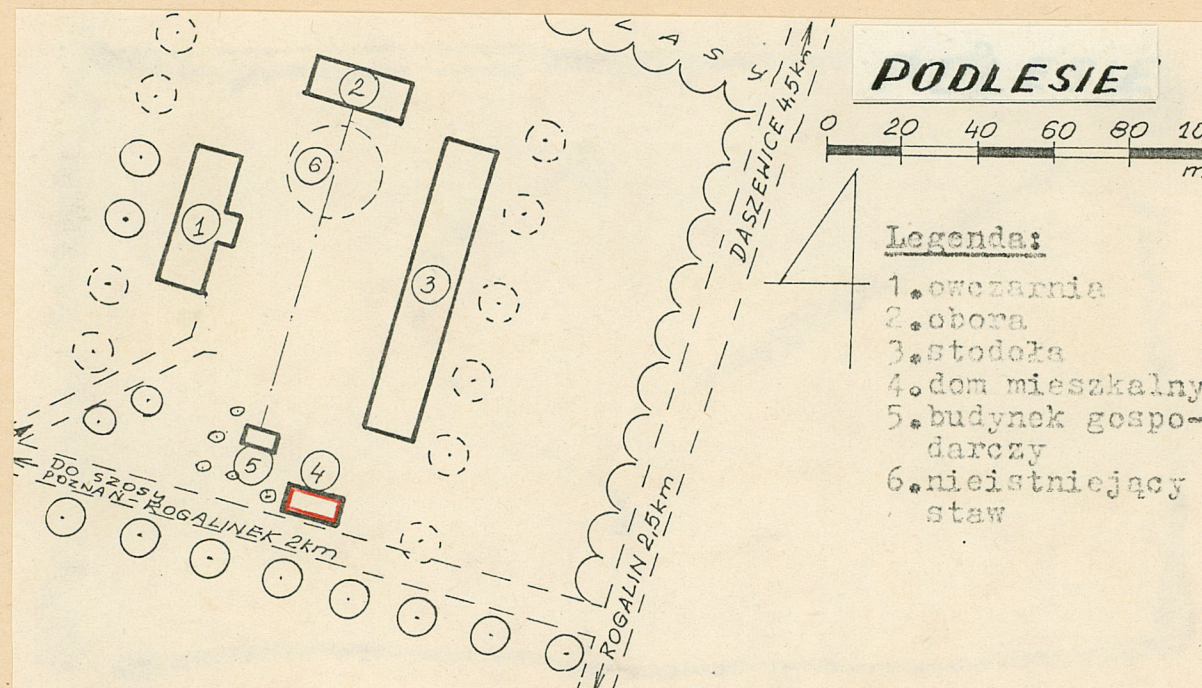 LASY
PODLESIE
0 20 40 60 80
m
DASZEWICE 4,5km
Legenda:
1.owczarnia
2.obora
3.stodoła
4.dom mieszkalny
5.budynek gospo-
darczy
6.nieistniejący
staw
2
6
1
3
5
4
DO SZOSY
POZNAŃ-ROGALINEK 2km
ROGALIN 2,5km